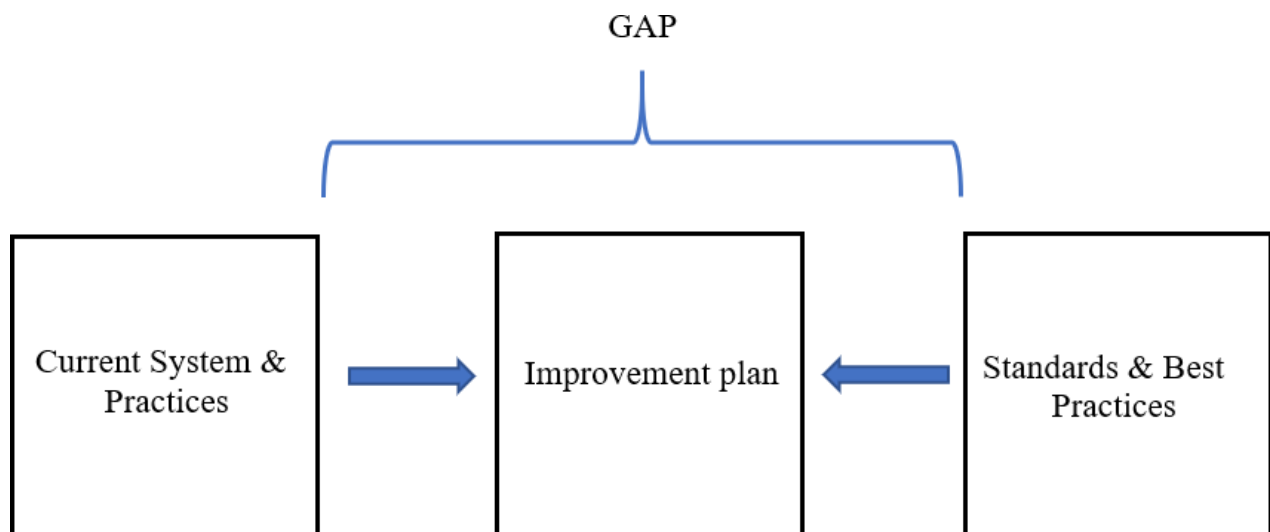 GAP
Current System &
Practices
Improvement plan
Standards & Best
Practices